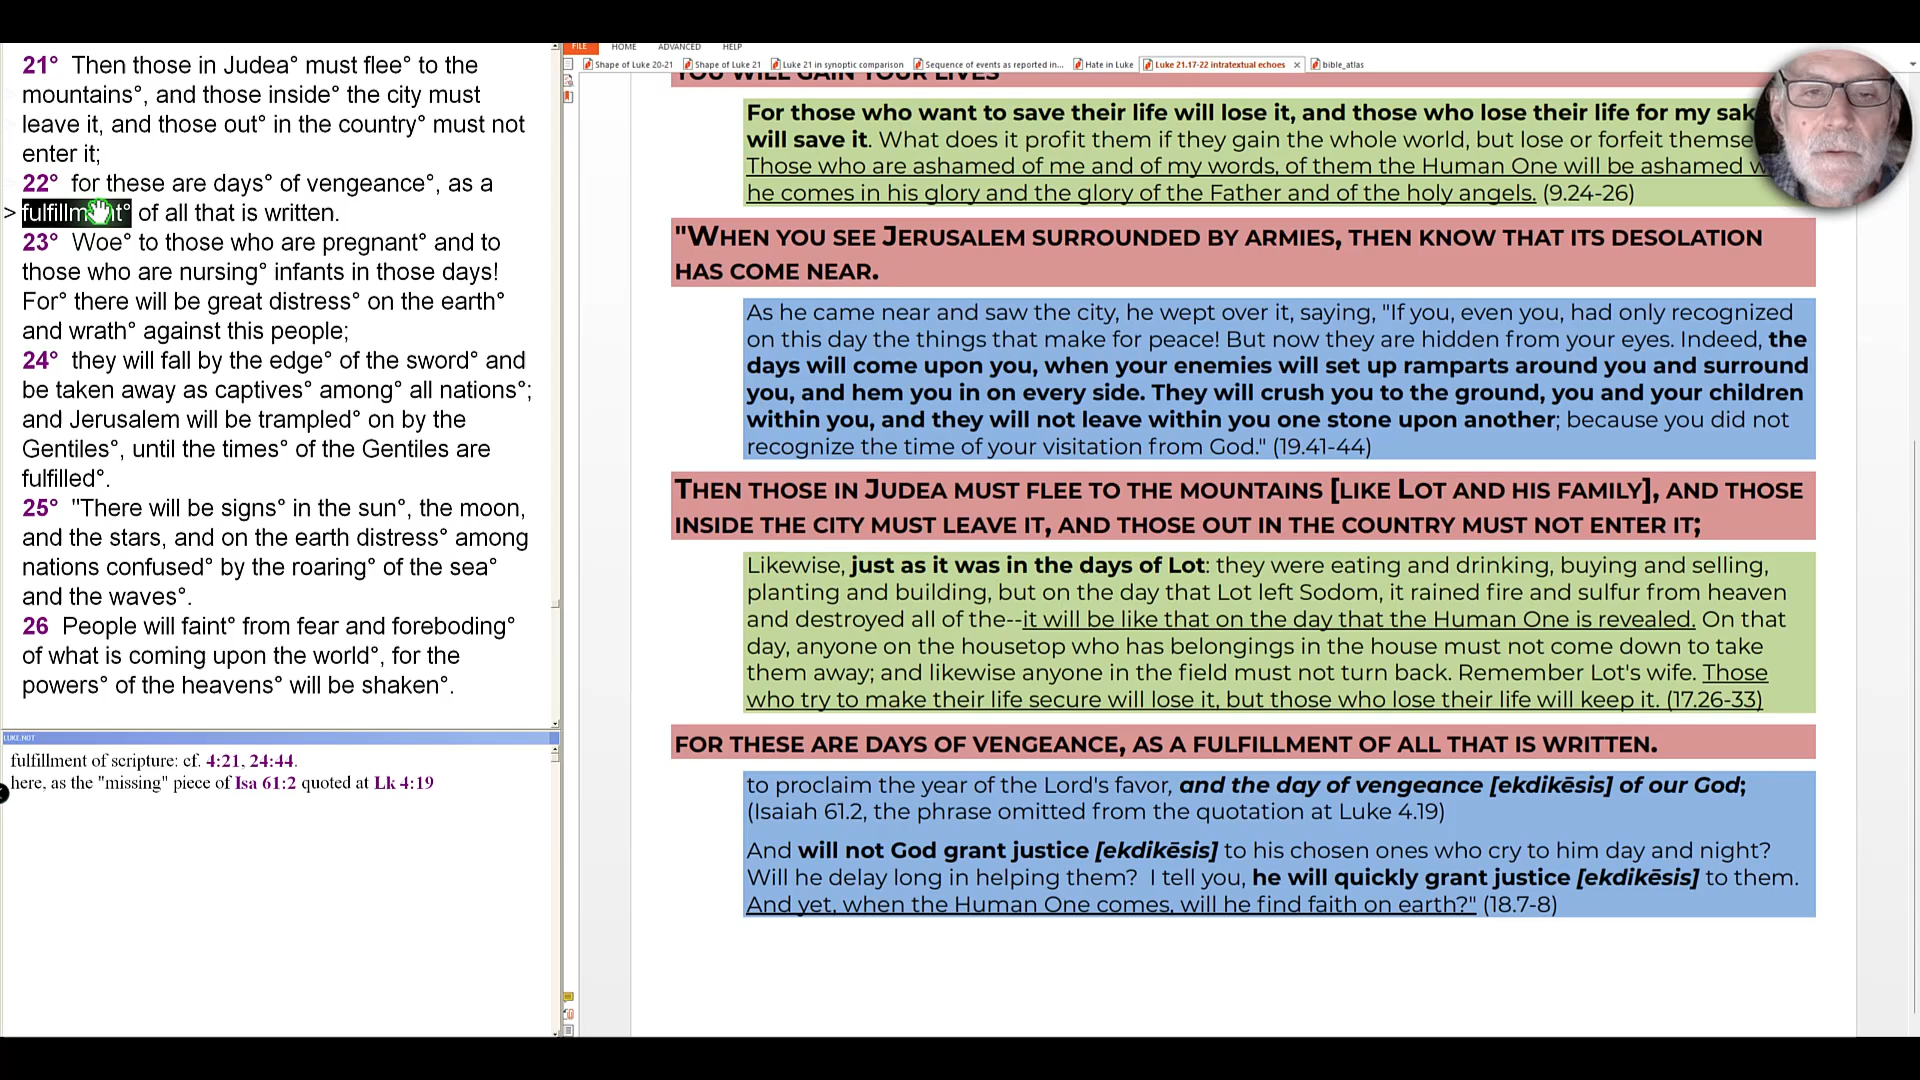 21° Then those in Judea° must flee° to the
mountains°, and those inside° the city must
leave it, and those out° in the country° must not
enter it;
22° for these are days° of vengeance°, as a
> fulfillm t° of all that is written.
23° Woe° to those who are pregnant° and to
those who are nursing° infants in those days!
For° there will be great distress° on the earth°
and wrath° against this people;
24° they will fall by the edge° of the sword° and
be taken away as captives° among° all nations°;
and Jerusalem will be trampled° on by the
Gentiles°, until the times° of the Gentiles are
fulfilled°.
25° "There will be signs° in the sun°, the moon,
and the stars, and on the earth distress° among
nations confused° by the roaring° of the sea°
and the waves°.
26 People will faint° from fear and foreboding°
of what is coming upon the world°, for the
powers° of the heavens° will be shaken°.
LUKE.NOT
fulfillment of scripture: cf. 4:21, 24:44.
here, as the "missing" piece of Isa 61:2 quoted at Lk 4:19
FILE HOME ADVANCED HELP
Shape of Luke 20-21 Shape of Luke 21 Luke 21 in synoptic comparison Sequence of events as reported in... Hate in Luke Luke 21.17-22 intratextual echoes × bible_atlas
YOU WILL GAIN YOUR LIVES
For those who want to save their life will lose it, and those who lose their life for my sak
will save it. What does it profit them if they gain the whole world, but lose or forfeit themse
Those who are ashamed of me and of my words, of them the Human One will be ashamed w
he comes in his glory and the glory of the Father and of the holy angels. (9.24-26)
"WHEN YOU SEE JERUSALEM SURROUNDED BY ARMIES, THEN KNOW THAT ITS DESOLATION
HAS COME NEAR.
As he came near and saw the city, he wept over it, saying, "If you, even you, had only recognized
on this day the things that make for peace! But now they are hidden from your eyes. Indeed, the
days will come upon you, when your enemies will set up ramparts around you and surround
you, and hem you in on every side. They will crush you to the ground, you and your children
within you, and they will not leave within you one stone upon another; because you did not
recognize the time of your visitation from God." (19.41-44)
THEN THOSE IN JUDEA MUST FLEE TO THE MOUNTAINS [LIKE LOT AND HIS FAMILY], AND THOSE
INSIDE THE CITY MUST LEAVE IT, AND THOSE OUT IN THE COUNTRY MUST NOT ENTER IT;
Likewise, just as it was in the days of Lot: they were eating and drinking, buying and selling,
planting and building, but on the day that Lot left Sodom, it rained fire and sulfur from heaven
and destroyed all of the--it will be like that on the day that the Human One is revealed. On that
day, anyone on the housetop who has belongings in the house must not come down to take
them away; and likewise anyone in the field must not turn back. Remember Lot's wife. Those
who try to make their life secure will lose it, but those who lose their life will keep it. (17.26-33)
FOR THESE ARE DAYS OF VENGEANCE, AS A FULFILLMENT OF ALL THAT IS WRITTEN.
to proclaim the year of the Lord's favor, and the day of vengeance [ekdikēsis] of our God;
(Isaiah 61.2, the phrase omitted from the quotation at Luke 4.19)
And will not God grant justice [ekdikēsis] to his chosen ones who cry to him day and night?
Will he delay long in helping them? I tell you, he will quickly grant justice [ekdikēsis] to them.
And yet, when the Human One comes, will he find faith on earth?" (18.7-8)